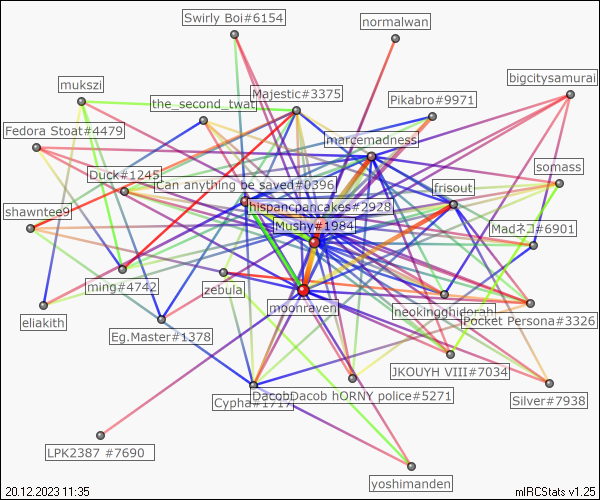 Swirly Boi#6154
normalwan
bigcitysamurai
mukszi
Majestic#3375
the_second_twat
Pikabro#9971
Fedora Stoat#4479
marcemadness
somass
Duck#1245
Can anything be saved#0396
frisout
hispancparicakes#2928
shawntee9
Mushy#1984
Madネコ#6901
ming#4742
zebula
moonraven
neokingghidorah
Pocket Persona#3326
eliakith
Eg.Master#1378
JKOUYH VIII#7034
Cypha#1717
DacobDacob hORNY police#5271
Silver#7938
LPK2387 #7690
yoshimanden
20.12.2023 11:35
mIRCStats v1.25